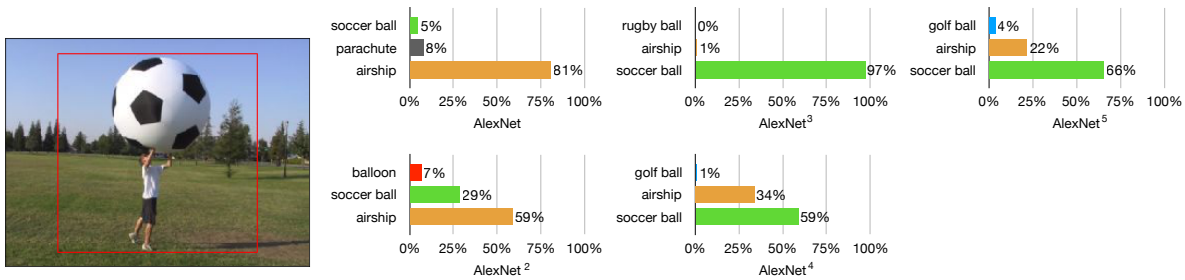 soccer ball 5%
parachute 8%
airship 81%
0% 25% 50% 75% 100%
AlexNet
rugby ball 0%
airship 1%
soccer ball 97%
0% 25% 50% 75% 100%
AlexNet³
golf ball 4%
airship 22%
soccer ball 66%
0% 25% 50% 75% 100%
AlexNet⁵
balloon 7%
soccer ball 29%
airship 59%
0% 25% 50% 75% 100%
AlexNet²
golf ball 1%
airship 34%
soccer ball 59%
0% 25% 50% 75% 100%
AlexNet⁴